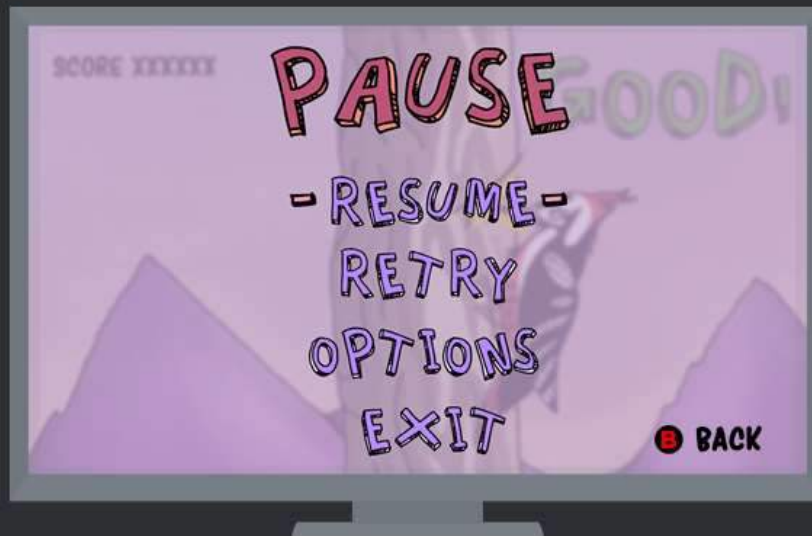 SCORE XXXXXX
PAUSE
GOOD!
-RESUME-
RETRY
OPTIONS
EXIT
B BACK